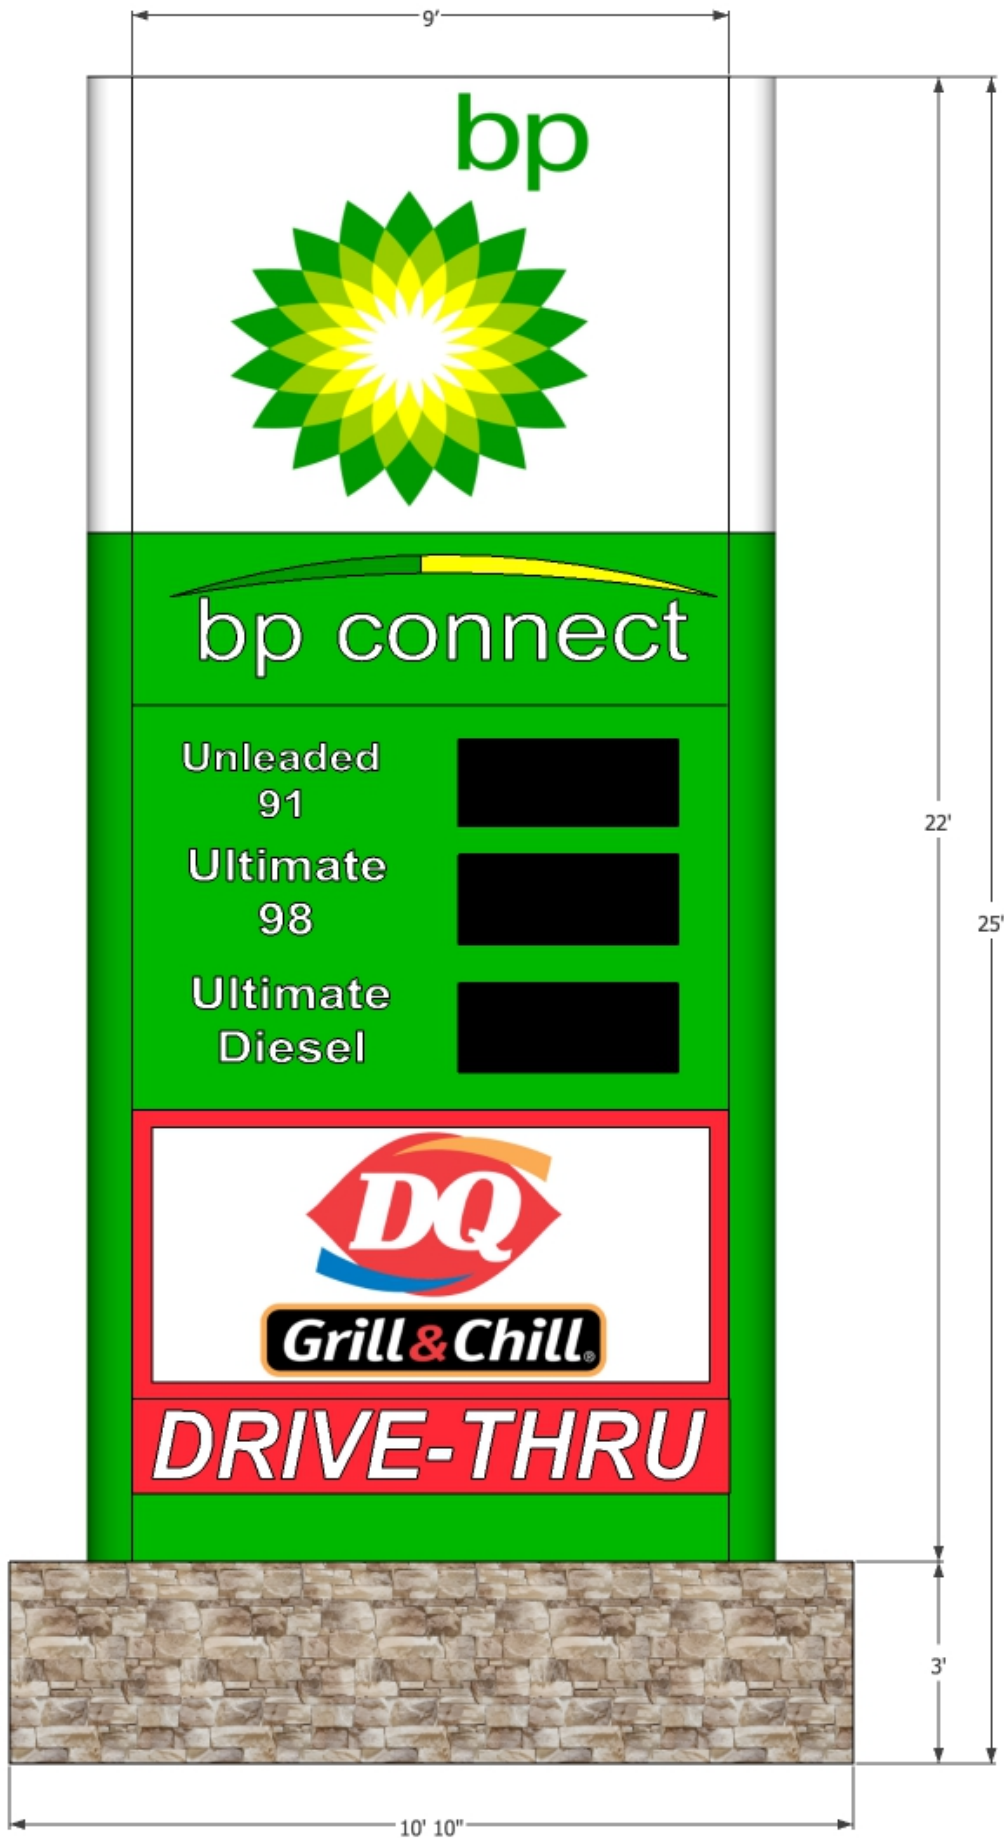 9'
bp
bp connect
Unleaded
91
Ultimate
98
Ultimate
Diesel
22'
25'
DQ
Grill&Chill®
DRIVE-THRU
3'
10' 10"